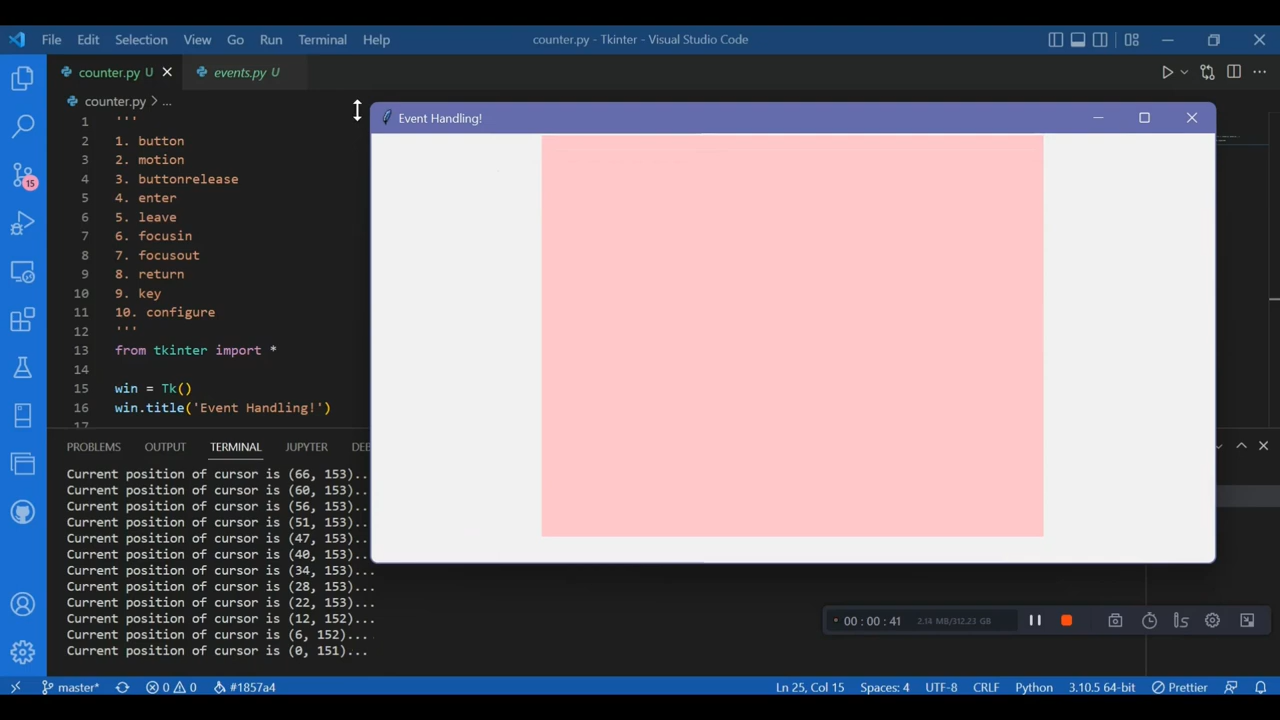 File Edit Selection View Go Run Terminal Help
counter.py - Tkinter - Visual Studio Code
counter.py U
events.py U
counter.py > ...
Event Handling!
1 '''
2 1. button
3 2. motion
4 3. buttonrelease
5 4. enter
6 5. leave
7 6. focusin
8 7. focusout
9 8. return
10 9. key
11 10. configure
12 '''
13 from tkinter import *
14
15 win = Tk()
16 win.title('Event Handling!')
17
15
PROBLEMS OUTPUT TERMINAL JUPYTER
Current position of cursor is (66, 153)...
Current position of cursor is (60, 153)...
Current position of cursor is (56, 153)...
Current position of cursor is (51, 153)...
Current position of cursor is (47, 153)...
Current position of cursor is (40, 153)...
Current position of cursor is (34, 153)...
Current position of cursor is (28, 153)...
Current position of cursor is (22, 153)...
Current position of cursor is (12, 152)...
Current position of cursor is (6, 152)...
Current position of cursor is (0, 151)...
00 : 00 : 41 2.14 MB/312.23 GB
master* 0 0 #1857a4 Ln 25, Col 15 Spaces: 4 UTF-8 CRLF Python 3.10.5 64-bit Prettier